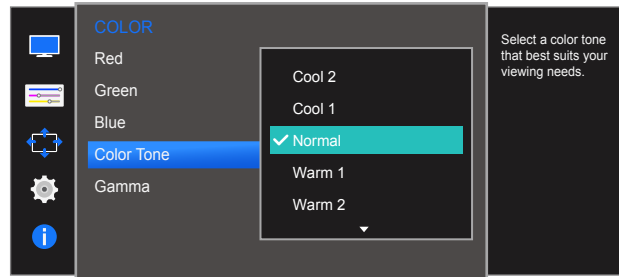 COLOR
Red
Green
Blue
Color Tone
Gamma
Cool 2
Cool 1
Normal
Warm 1
Warm 2
Select a color tone
that best suits your
viewing needs.